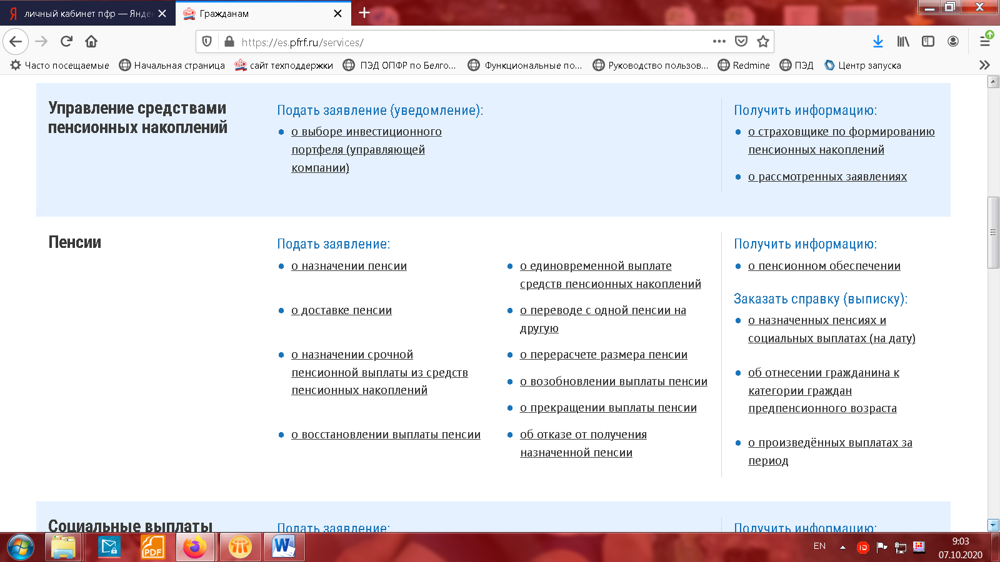 личный кабинет пфр — Яндек
Гражданам
https://es.pfrf.ru/services/
Часто посещаемые
Начальная страница
сайт техподдержки
ПЭД ОПФР по Белго...
Функциональные по...
Руководство пользов...
Redmine
ПЭД
Центр запуска
Управление средствами
пенсионных накоплений
Подать заявление (уведомление):
о выборе инвестиционного
портфеля (управляющей
компании)
Получить информацию:
о страховщике по формированию
пенсионных накоплений
о рассмотренных заявлениях
Пенсии
Подать заявление:
о назначении пенсии
о доставке пенсии
о назначении срочной
пенсионной выплаты из средств
пенсионных накоплений
о восстановлении выплаты пенсии
о единовременной выплате
средств пенсионных накоплений
о переводе с одной пенсии на
другую
о перерасчете размера пенсии
о возобновлении выплаты пенсии
о прекращении выплаты пенсии
об отказе от получения
назначенной пенсии
Получить информацию:
о пенсионном обеспечении
Заказать справку (выписку):
о назначенных пенсиях и
социальных выплатах (на дату)
об отнесении гражданина к
категории граждан
предпенсионного возраста
о произведённых выплатах за
период
Социальные выплаты
Подать заявление:
Получить информацию:
PDF
W
EN
iD
9:03
07.10.2020